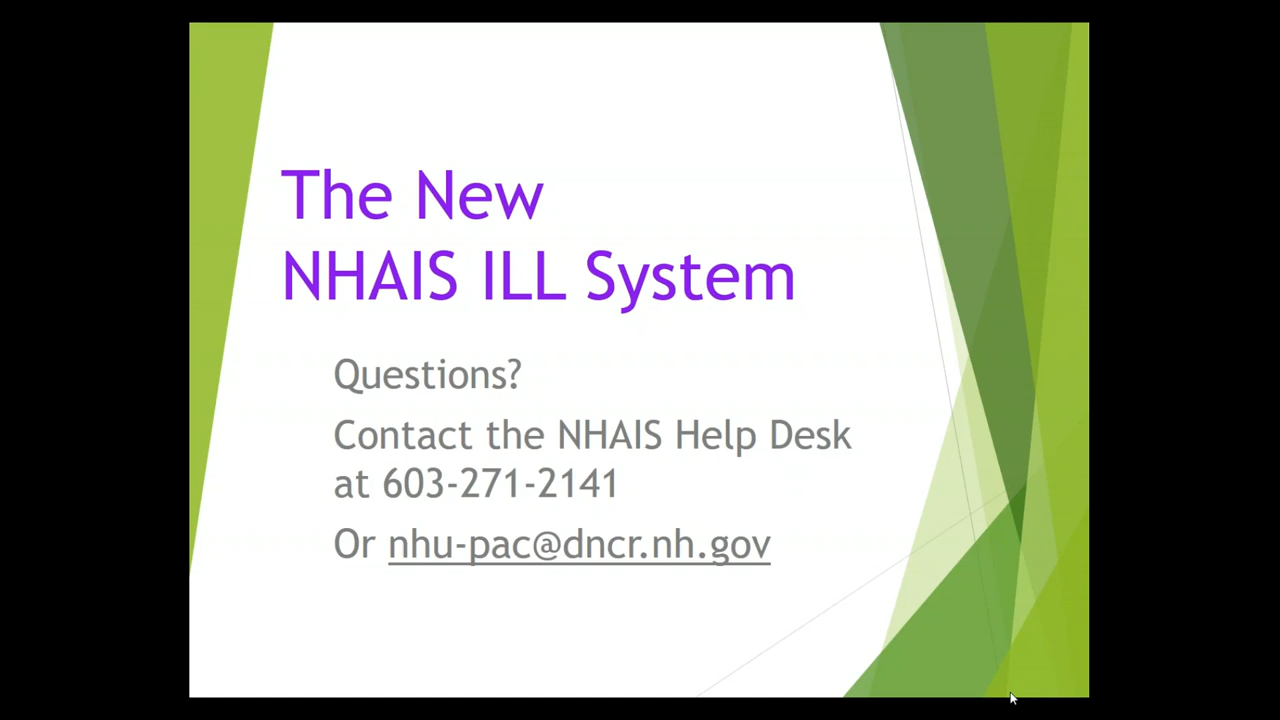 The New
NHAIS ILL System
Questions?
Contact the NHAIS Help Desk
at 603-271-2141
Or nhu-pac@dncr.nh.gov